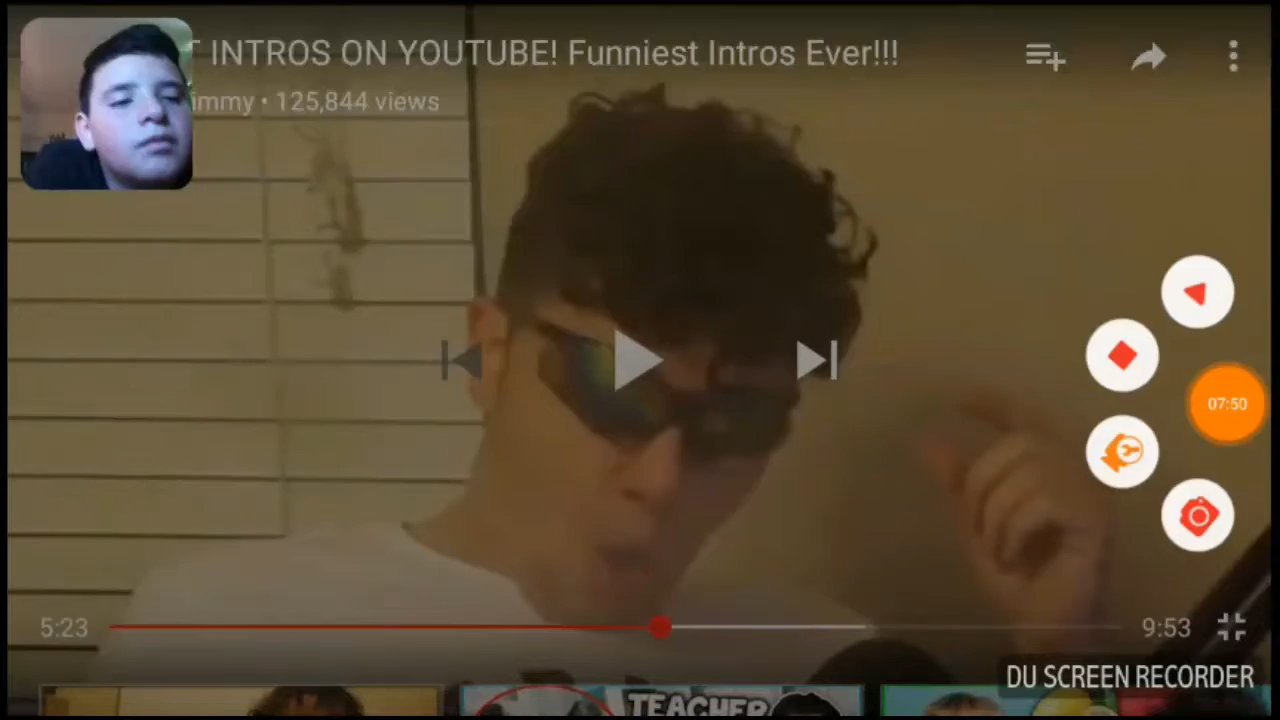 INTROS ON YOUTUBE! Funniest Intros Ever!!!
immy • 125,844 views
07:50
5:23
9:53
DU SCREEN RECORDER
TEACHER